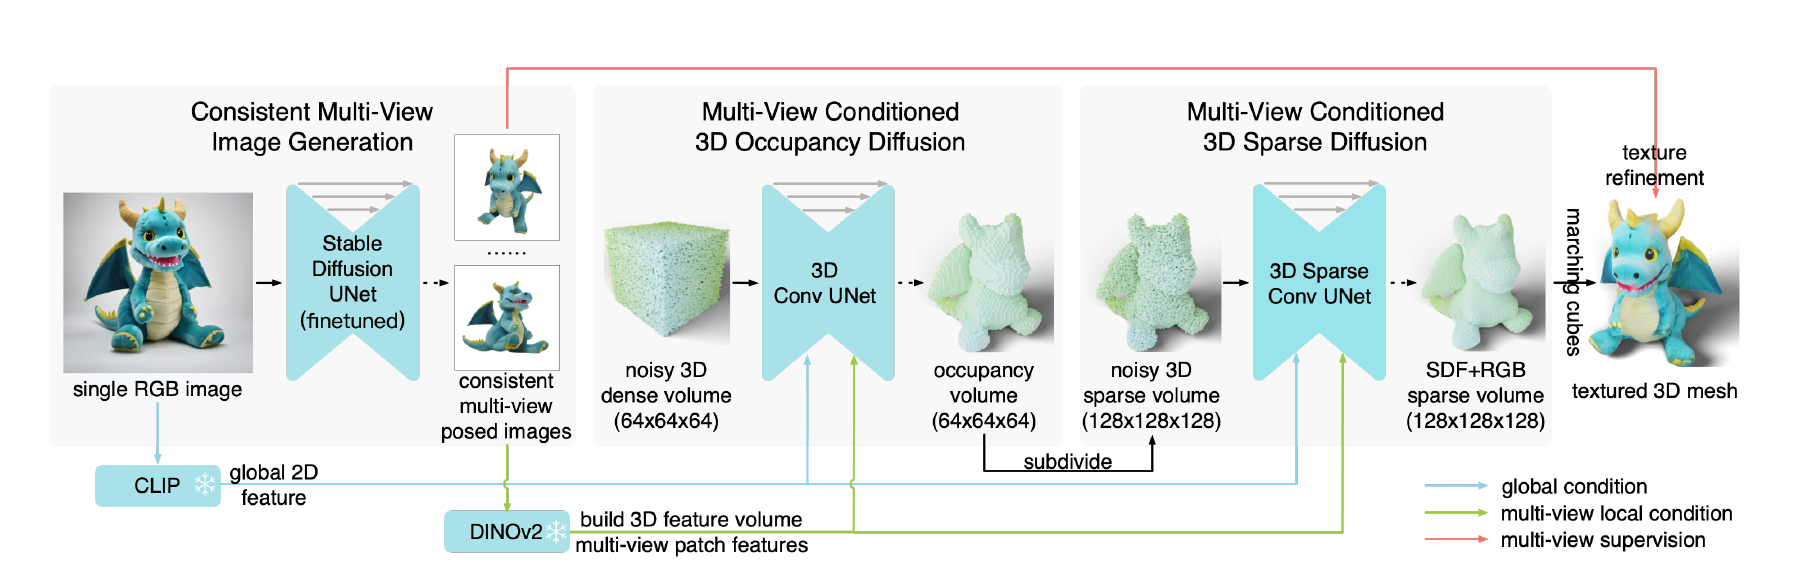 Consistent Multi-View
Image Generation
Stable
Diffusion
UNet
(finetuned)
......
single RGB image
consistent
multi-view
posed images
Multi-View Conditioned
3D Occupancy Diffusion
3D
Conv UNet
noisy 3D
dense volume
(64x64x64)
occupancy
volume
(64x64x64)
Multi-View Conditioned
3D Sparse Diffusion
3D Sparse
Conv UNet
noisy 3D
sparse volume
(128x128x128)
SDF+RGB
sparse volume
(128x128x128)
texture
refinement
marching cubes
textured 3D mesh
subdivide
CLIP
global 2D
feature
DINOv2
build 3D feature volume
multi-view patch features
global condition
multi-view local condition
multi-view supervision